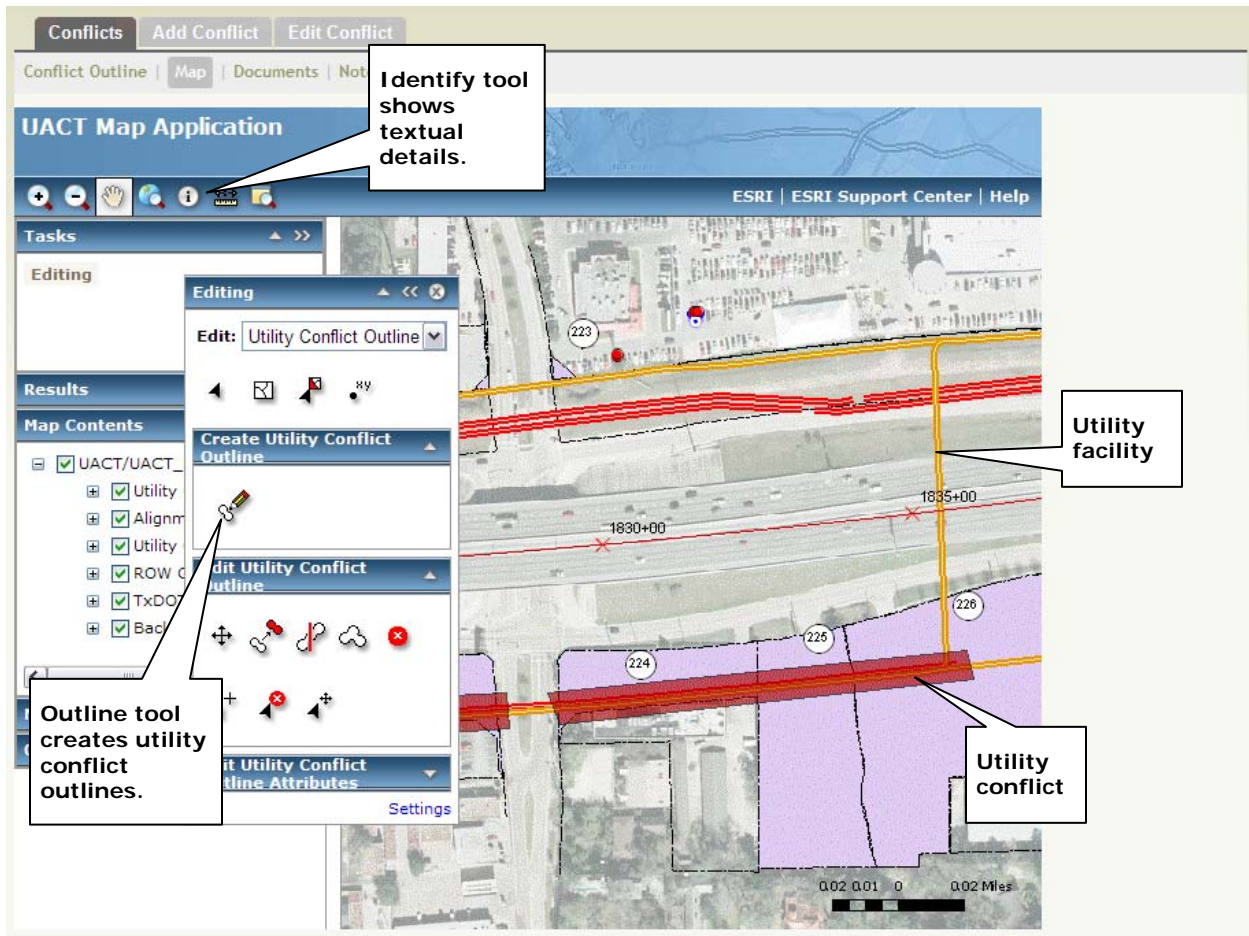 Conflicts Add Conflict Edit Conflict
Conflict Outline | Map | Documents | Not
Identify tool
shows
textual
details.
UACT Map Application
ESRI | ESRI Support Center | Help
Tasks
Editing
Editing
Edit: Utility Conflict Outline
xy
Results
Map Contents
Create Utility Conflict
Outline
UACT/UACT_
Utility
Alignm
Utility
ROW
TxDOT
Bac
Edit Utility Conflict
Outline
Outline tool
creates utility
conflict
outlines.
it Utility Conflict
tline Attributes
Settings
223
Utility
facility
1835+00
1830+00
226
225
224
Utility
conflict
0.02 0.01 0 0.02 Miles